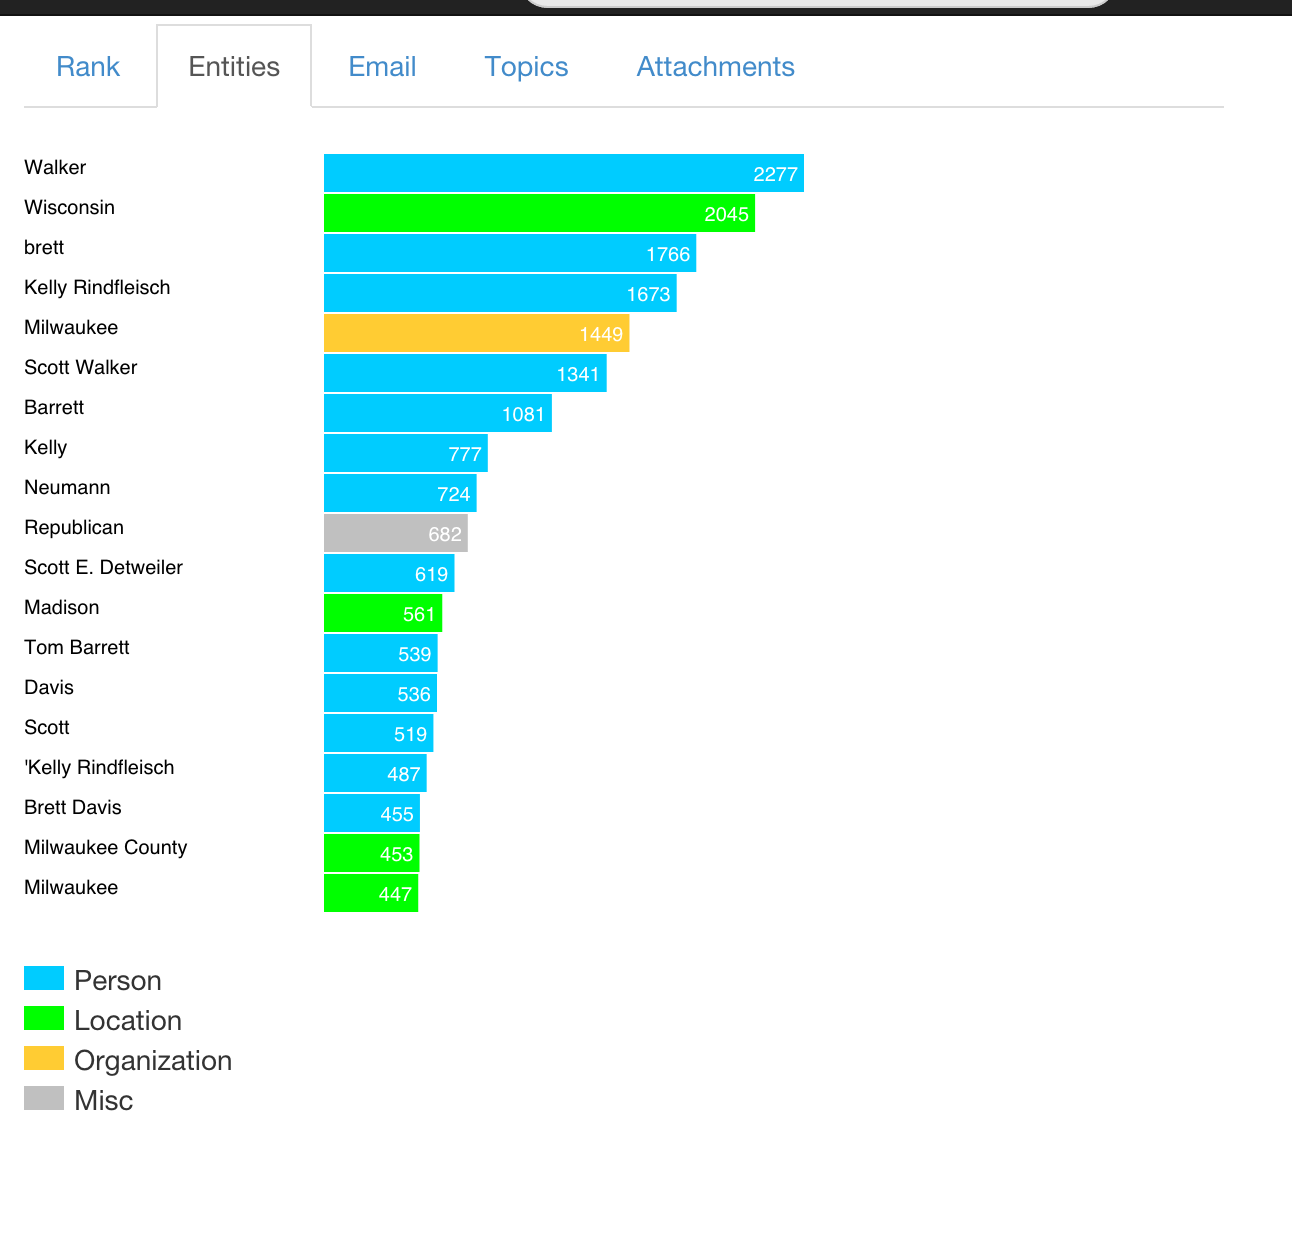 Rank Entities Email Topics Attachments
Walker 2277
Wisconsin 2045
brett 1766
Kelly Rindfleisch 1673
Milwaukee 1449
Scott Walker 1341
Barrett 1081
Kelly 777
Neumann 724
Republican 682
Scott E. Detweiler 619
Madison 561
Tom Barrett 539
Davis 536
Scott 519
'Kelly Rindfleisch 487
Brett Davis 455
Milwaukee County 453
Milwaukee 447
Person
Location
Organization
Misc